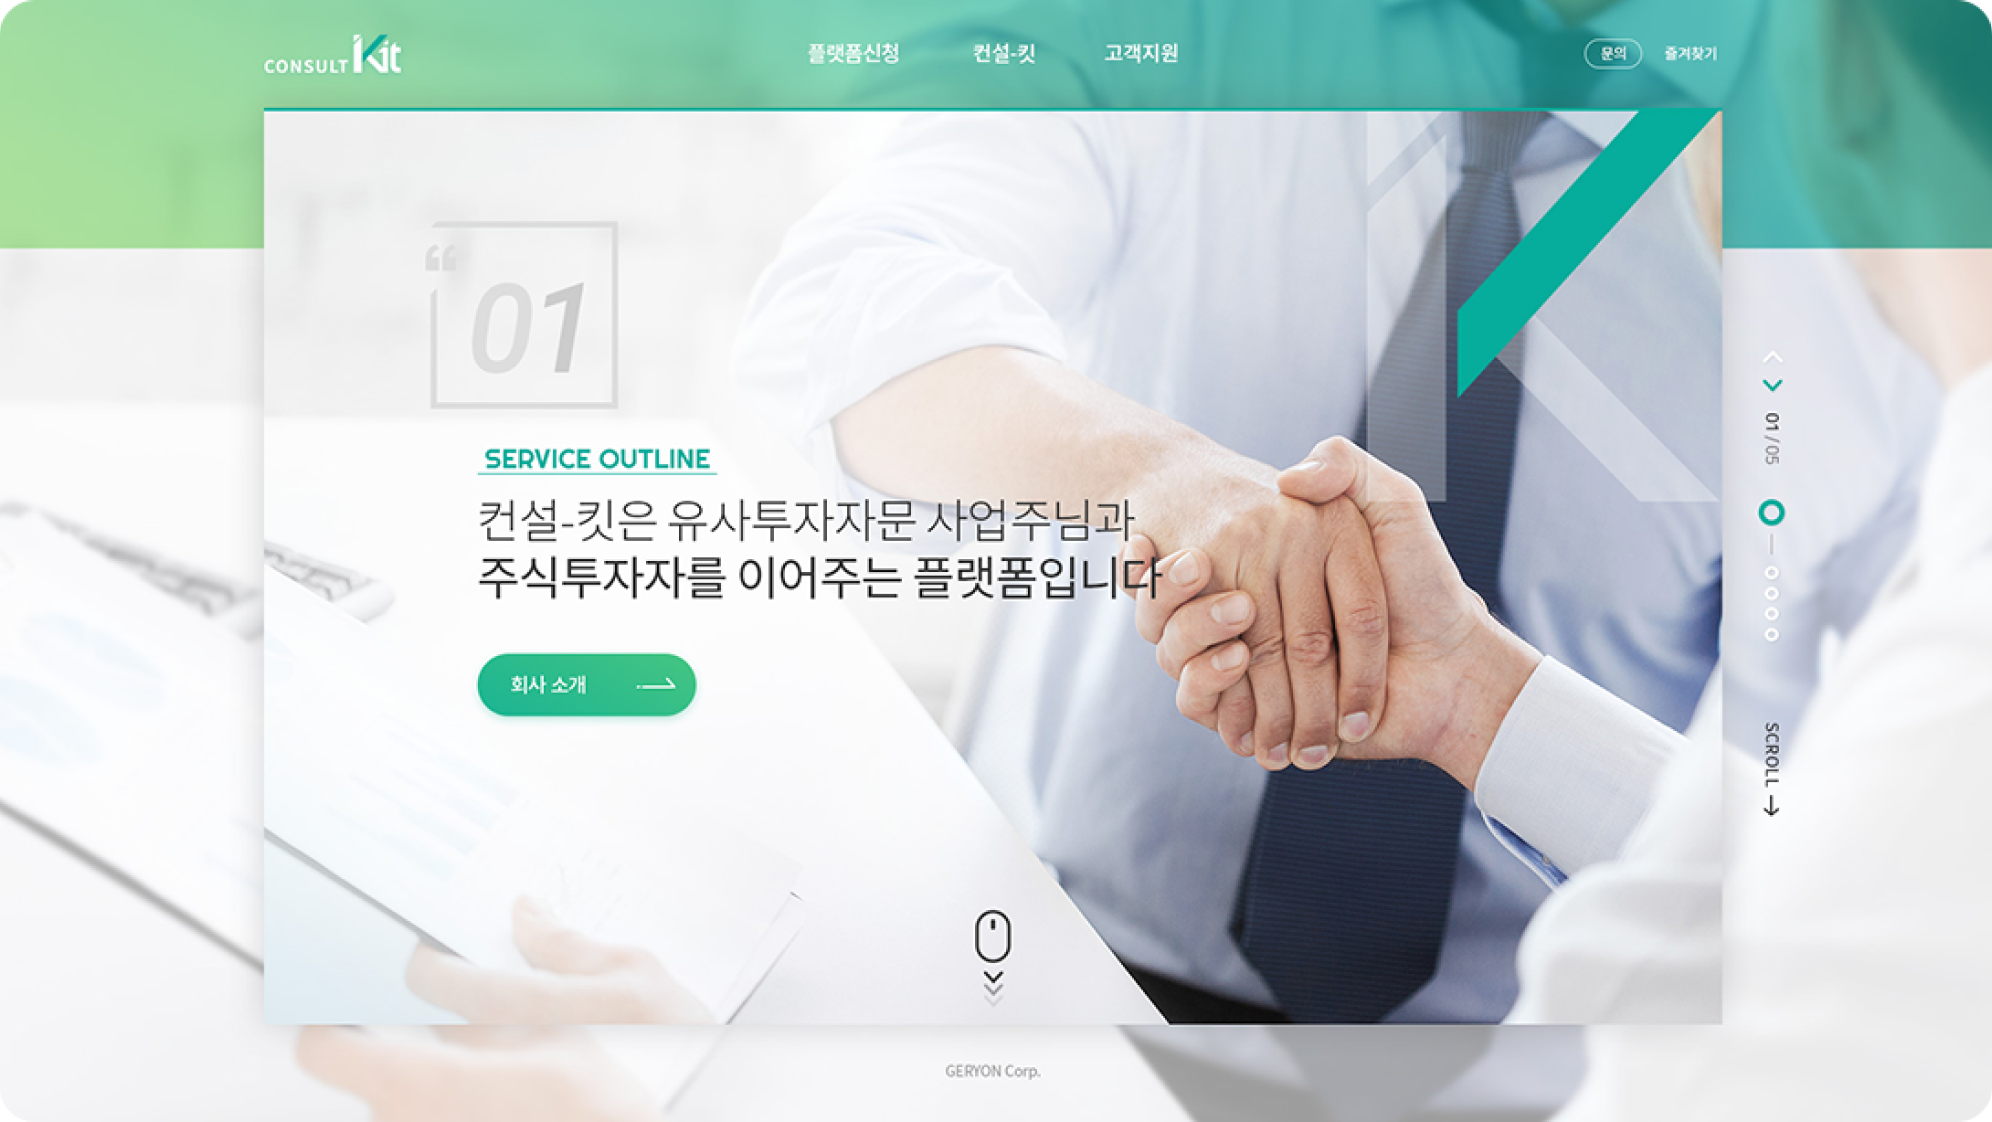 CONSULT Kit
플랫폼신청
컨설-킷
고객지원
문의
즐겨찾기
“
01
SERVICE OUTLINE
컨설-킷은 유사투자자문 사업주님과
주식투자자를 이어주는 플랫폼입니다
회사 소개
01/05
SCROLL
GERYON Corp.